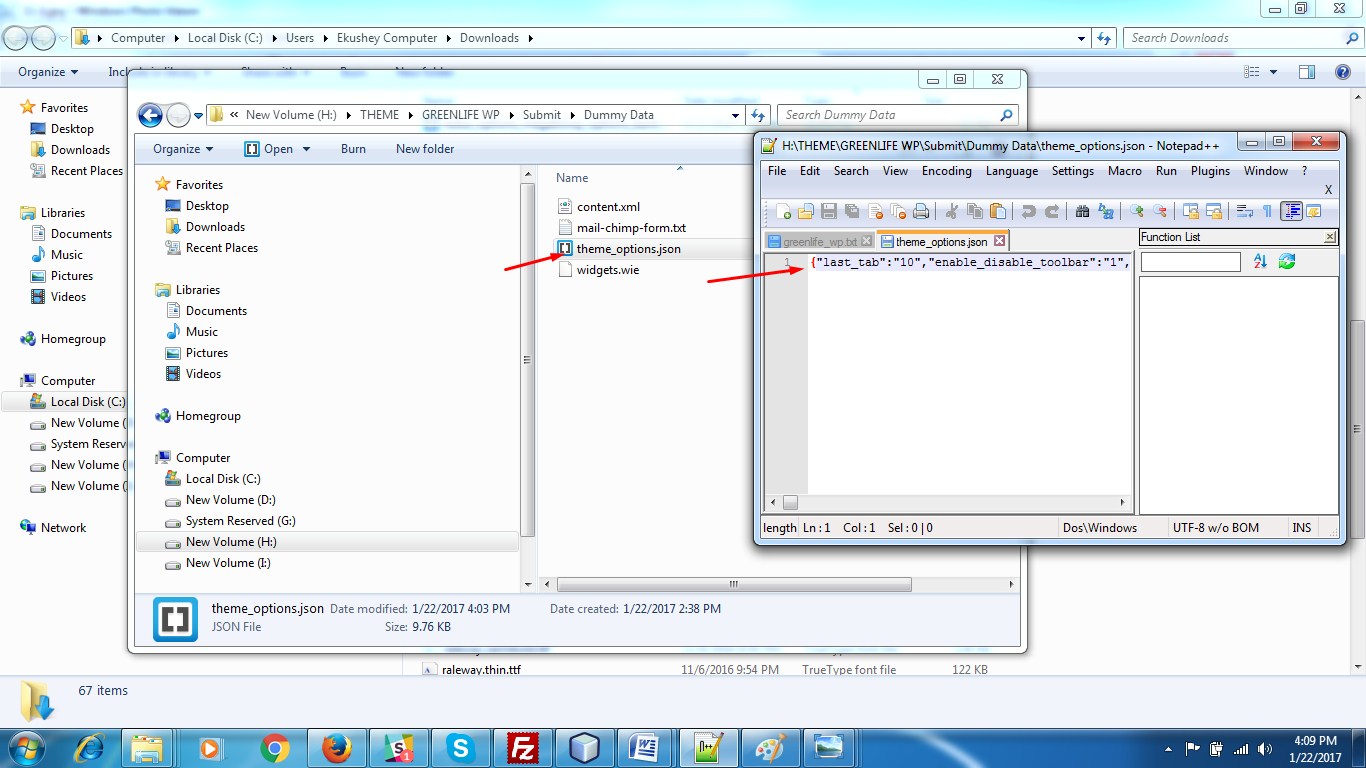 Computer Local Disk (C:) Users Ekushey Computer Downloads
Search Downloads
Organize
Favorites
Desktop
Downloads
Recent Places
Libraries
Documents
Music
Pictures
Videos
Homegroup
Computer
Local Disk (C:)
New Volume (
System Reserv
New Volume (
New Volume (
Network
« New Volume (H:) THEME GREENLIFE WP Submit Dummy Data
Search Dummy Data
Organize Open Burn New folder
Favorites
Desktop
Downloads
Recent Places
Libraries
Documents
Music
Pictures
Videos
Homegroup
Computer
Local Disk (C:)
New Volume (D:)
System Reserved (G:)
New Volume (H:)
New Volume (I:)
Name
content.xml
mail-chimp-form.txt
theme_options.json
widgets.wie
theme_options.json Date modified: 1/22/2017 4:03 PM Date created: 1/22/2017 2:38 PM
JSON File Size: 9.76 KB
H:\THEME\GREENLIFE WP\Submit\Dummy Data\theme_options.json - Notepad++
File Edit Search View Encoding Language Settings Macro Run Plugins Window ?
X
greenlife_wp.txt theme_options.json
Function List
1 {"last_tab":"10","enable_disable_toolbar":"1",
length Ln : 1 Col : 1 Sel : 0 | 0 Dos\Windows UTF-8 w/o BOM INS
raleway.thin.ttf 11/6/2016 9:54 PM TrueType font file 122 KB
67 items
4:09 PM
1/22/2017